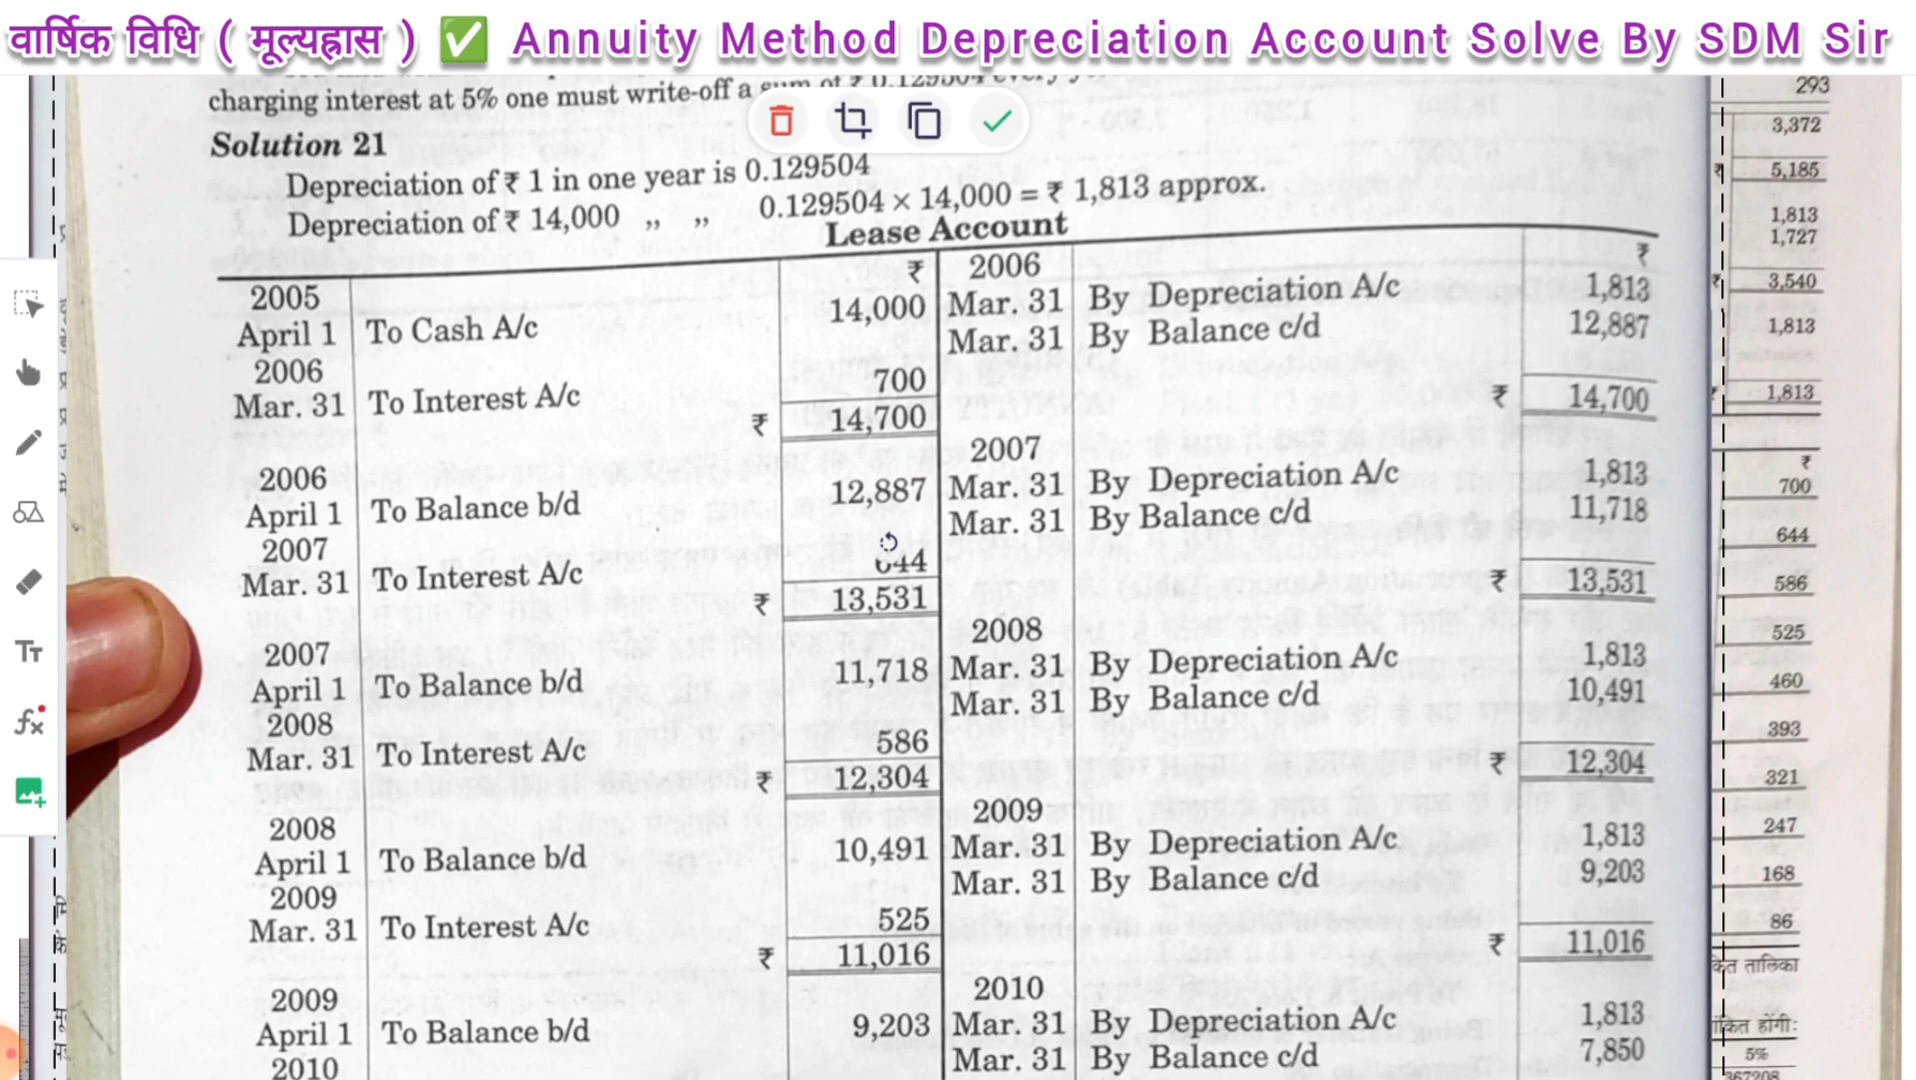 वार्षिक विधि ( मूल्यह्रास ) ✅ Annuity Method Depreciation Account Solve By SDM Sir
charging interest at 5% one must write-off a sum of ₹ 0.129504 every
Solution 21
Depreciation of ₹ 1 in one year is 0.129504
Depreciation of ₹ 14,000 ,, ,, 0.129504 × 14,000 = ₹ 1,813 approx.
Lease Account
₹ 2006 ₹
2005 14,000 Mar. 31 By Depreciation A/c 1,813
April 1 To Cash A/c Mar. 31 By Balance c/d 12,887
2006
Mar. 31 To Interest A/c 700
₹ 14,700 ₹ 14,700
2007
2006 12,887 Mar. 31 By Depreciation A/c 1,813
April 1 To Balance b/d Mar. 31 By Balance c/d 11,718
2007
Mar. 31 To Interest A/c 644
₹ 13,531 ₹ 13,531
2008
2007 11,718 Mar. 31 By Depreciation A/c 1,813
April 1 To Balance b/d Mar. 31 By Balance c/d 10,491
2008
Mar. 31 To Interest A/c 586
₹ 12,304 ₹ 12,304
2009
2008 10,491 Mar.31 By Depreciation A/c 1,813
April 1 To Balance b/d Mar. 31 By Balance c/d 9,203
2009
Mar. 31 To Interest A/c 525
₹ 11,016 ₹ 11,016
2010
2009 9,203 Mar. 31 By Depreciation A/c 1,813
April 1 To Balance b/d Mar. 31 By Balance c/d 7,850
2010
293
3,372
₹ 5,185
1,813
1,727
₹ 3,540
1,813
₹ 1,813
₹
700
644
586
525
460
393
321
247
168
86
तालिका
होंगी:
5%
367208
Tт
fx